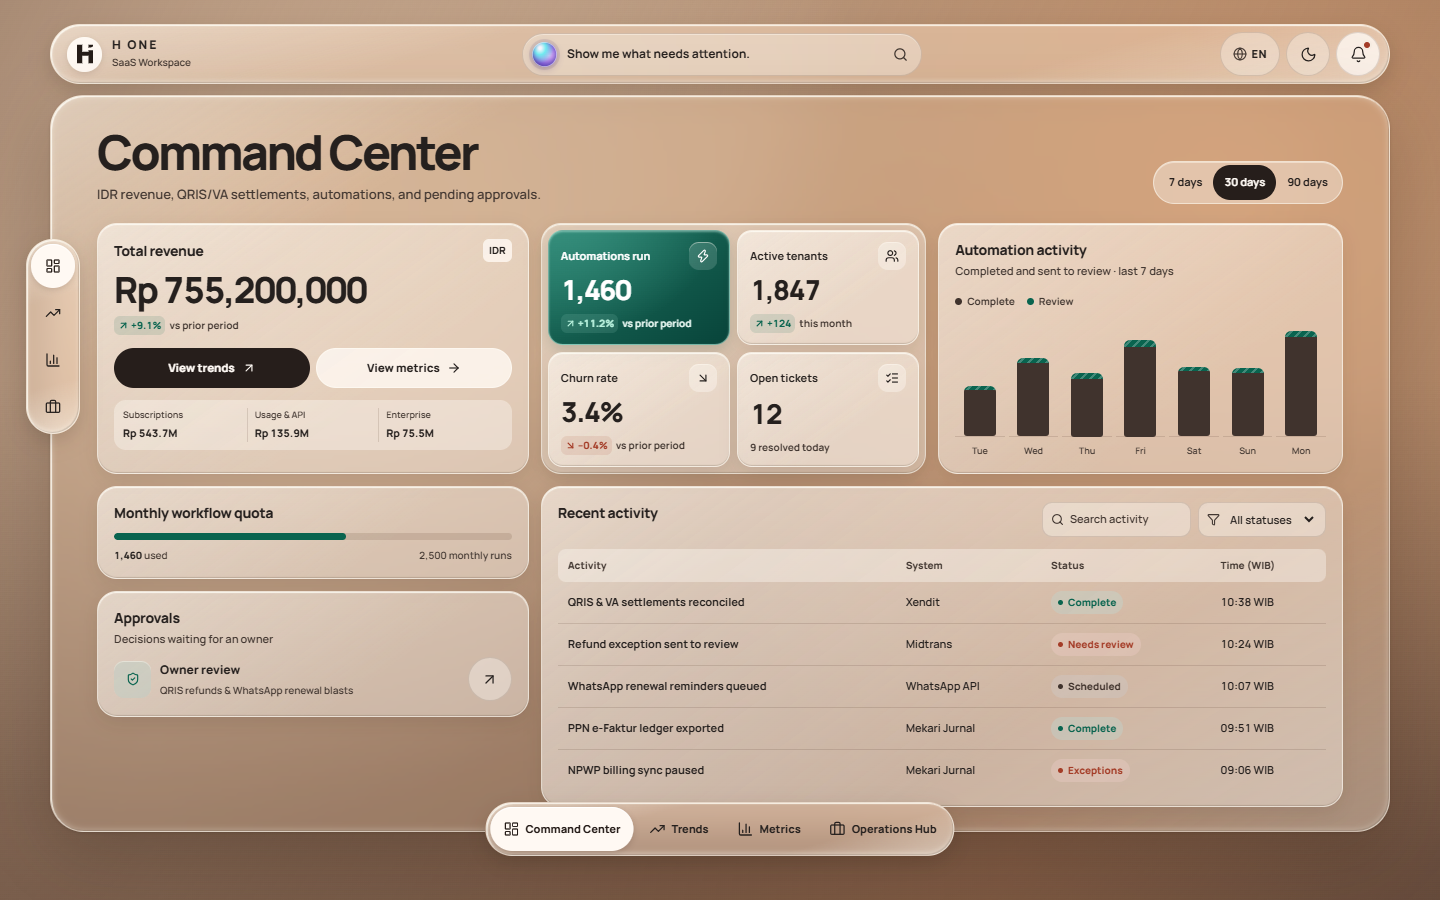 H ONE
SaaS Workspace
Show me what needs attention.
EN
Command Center
IDR revenue, QRIS/VA settlements, automations, and pending approvals.
7 days 30 days 90 days
Total revenue
IDR
Rp 755,200,000
+9.1% vs prior period
View trends
View metrics
Subscriptions
Rp 543.7M
Usage & API
Rp 135.9M
Enterprise
Rp 75.5M
Automations run
1,460
+11.2% vs prior period
Active tenants
1,847
+124 this month
Churn rate
3.4%
−0.4% vs prior period
Open tickets
12
9 resolved today
Automation activity
Completed and sent to review · last 7 days
Complete Review
Tue Wed Thu Fri Sat Sun Mon
Monthly workflow quota
1,460 used 2,500 monthly runs
Approvals
Decisions waiting for an owner
Owner review
QRIS refunds & WhatsApp renewal blasts
Recent activity
Search activity
All statuses
Activity System Status Time (WIB)
QRIS & VA settlements reconciled Xendit Complete 10:38 WIB
Refund exception sent to review Midtrans Needs review 10:24 WIB
WhatsApp renewal reminders queued WhatsApp API Scheduled 10:07 WIB
PPN e-Faktur ledger exported Mekari Jurnal Complete 09:51 WIB
NPWP billing sync paused Mekari Jurnal Exceptions 09:06 WIB
Command Center Trends Metrics Operations Hub